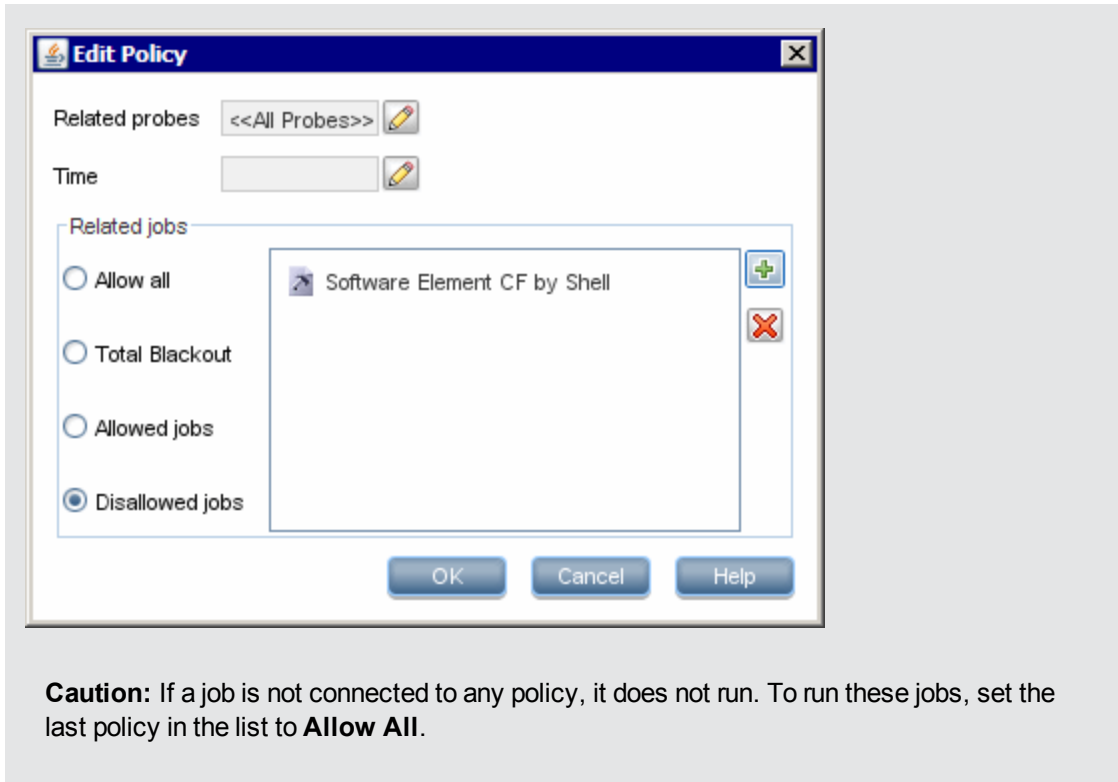 Edit Policy
Related probes <<All Probes>>
Time
Related jobs
Allow all
Software Element CF by Shell
Total Blackout
Allowed jobs
Disallowed jobs
OK Cancel Help
Caution: If a job is not connected to any policy, it does not run. To run these jobs, set the
last policy in the list to Allow All.